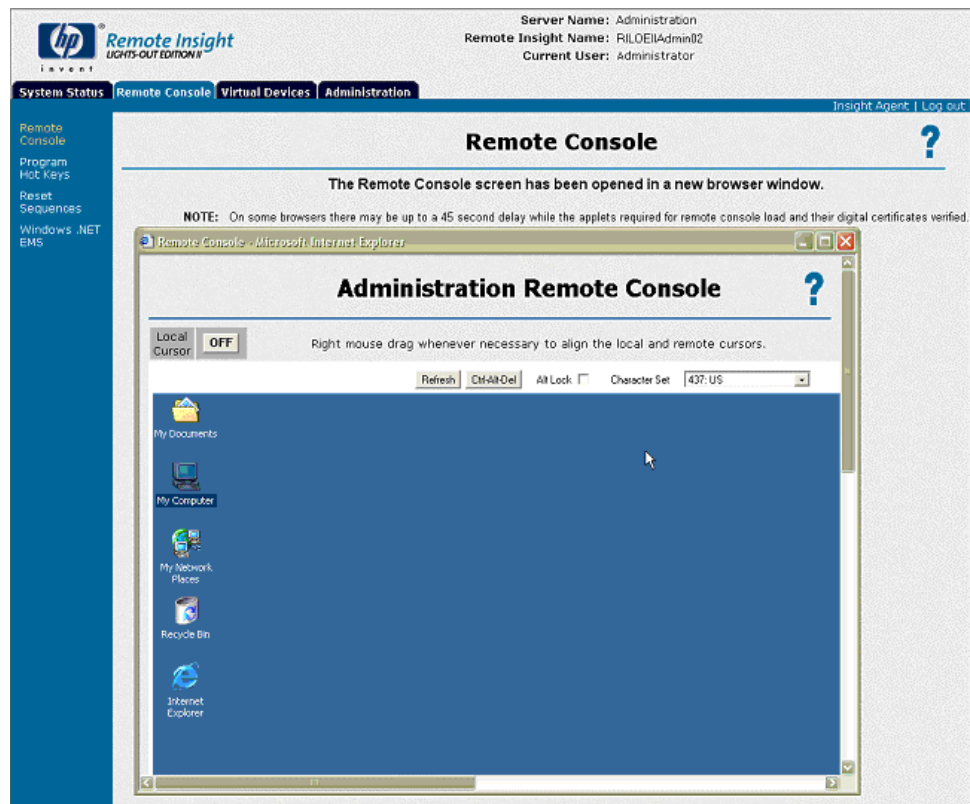 Server Name: Administration
Remote Insight Name: RILOEIIAdmin02
Current User: Administrator
hp
invent
Remote Insight
LIGHTS-OUT EDITION II
System Status
Remote Console
Virtual Devices
Administration
Insight Agent | Log out
Remote
Console
Program
Hot Keys
Reset
Sequences
Windows .NET
EMS
Remote Console
?
The Remote Console screen has been opened in a new browser window.
NOTE: On some browsers there may be up to a 45 second delay while the applets required for remote console load and their digital certificates verified.
Remote Console - Microsoft Internet Explorer
Administration Remote Console
?
Local
Cursor
OFF
Right mouse drag whenever necessary to align the local and remote cursors.
Refresh
Ctrl-Alt-Del
Alt Lock
Character Set
437: US
My Documents
My Computer
My Network
Places
Recycle Bin
Internet
Explorer